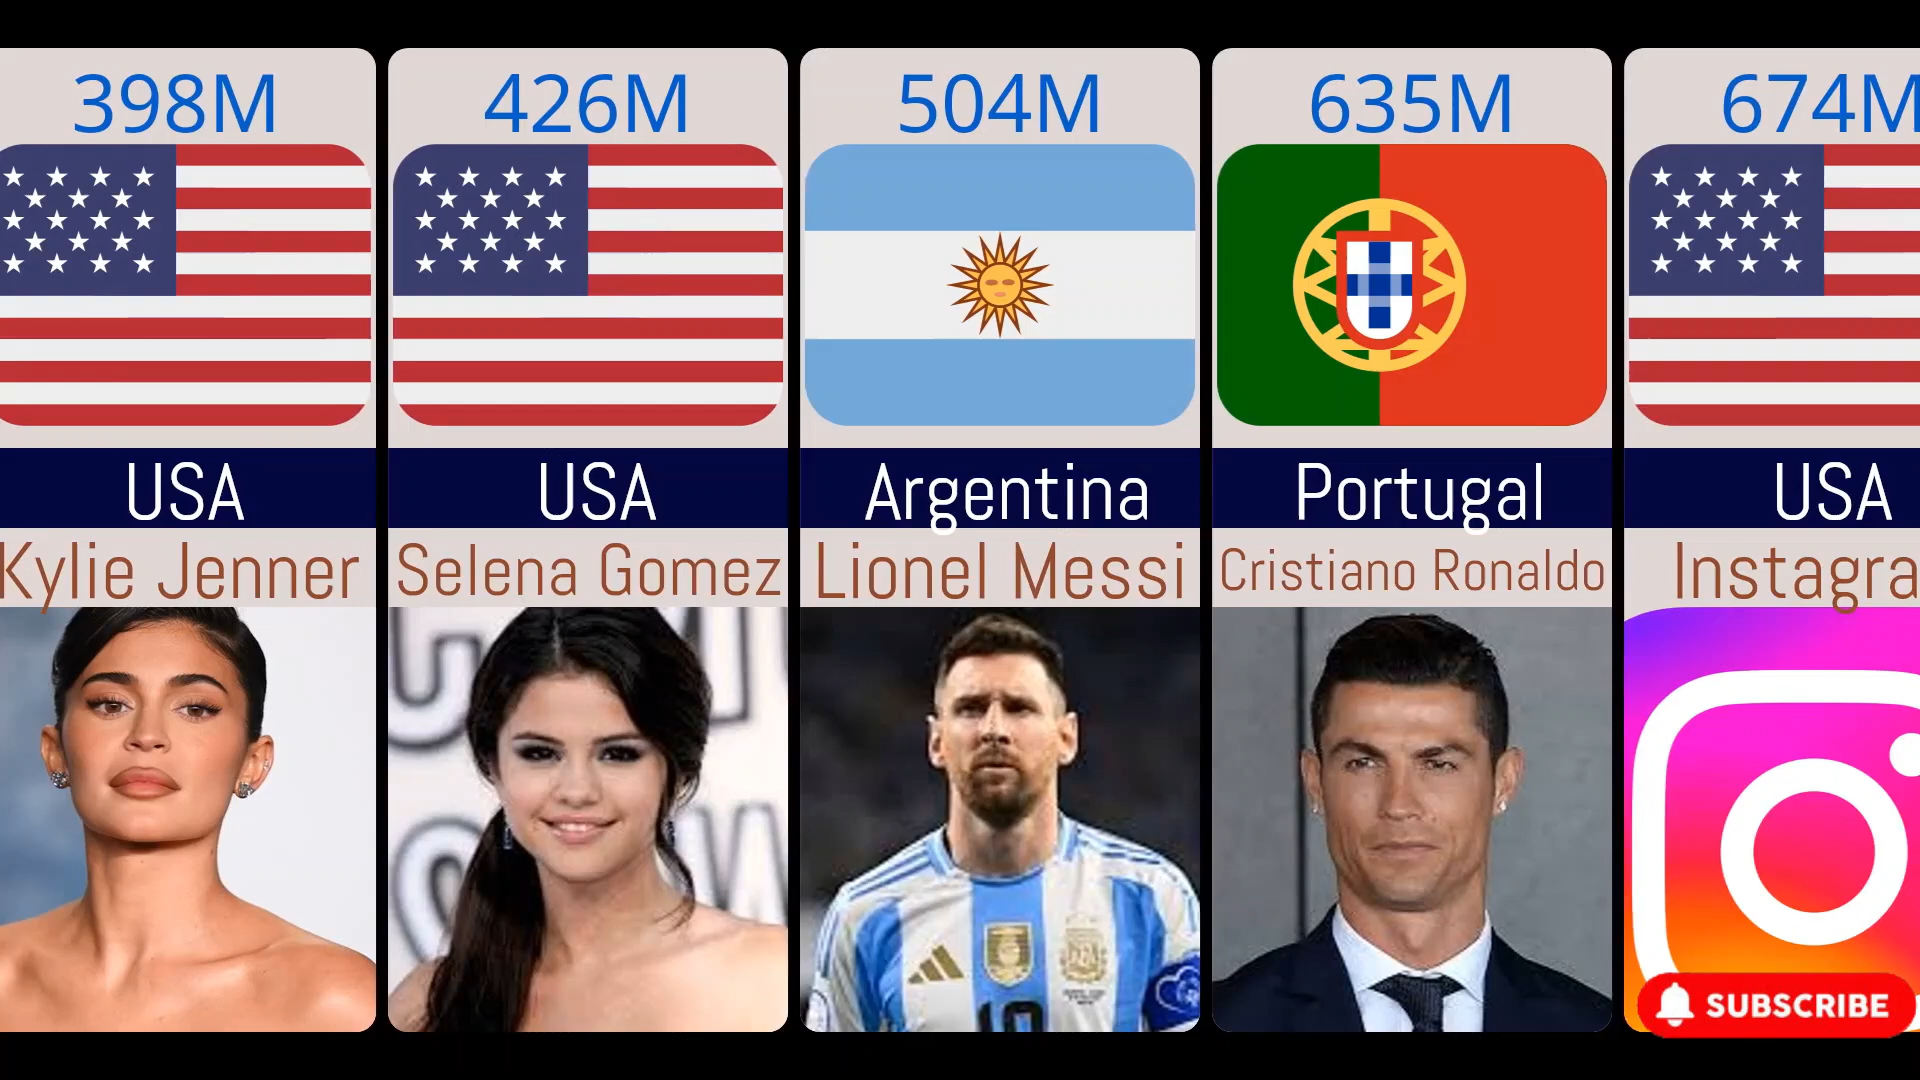 398M
USA
Kylie Jenner
426M
USA
Selena Gomez
504M
Argentina
Lionel Messi
10
635M
Portugal
Cristiano Ronaldo
674M
USA
Instagra
SUBSCRIBE